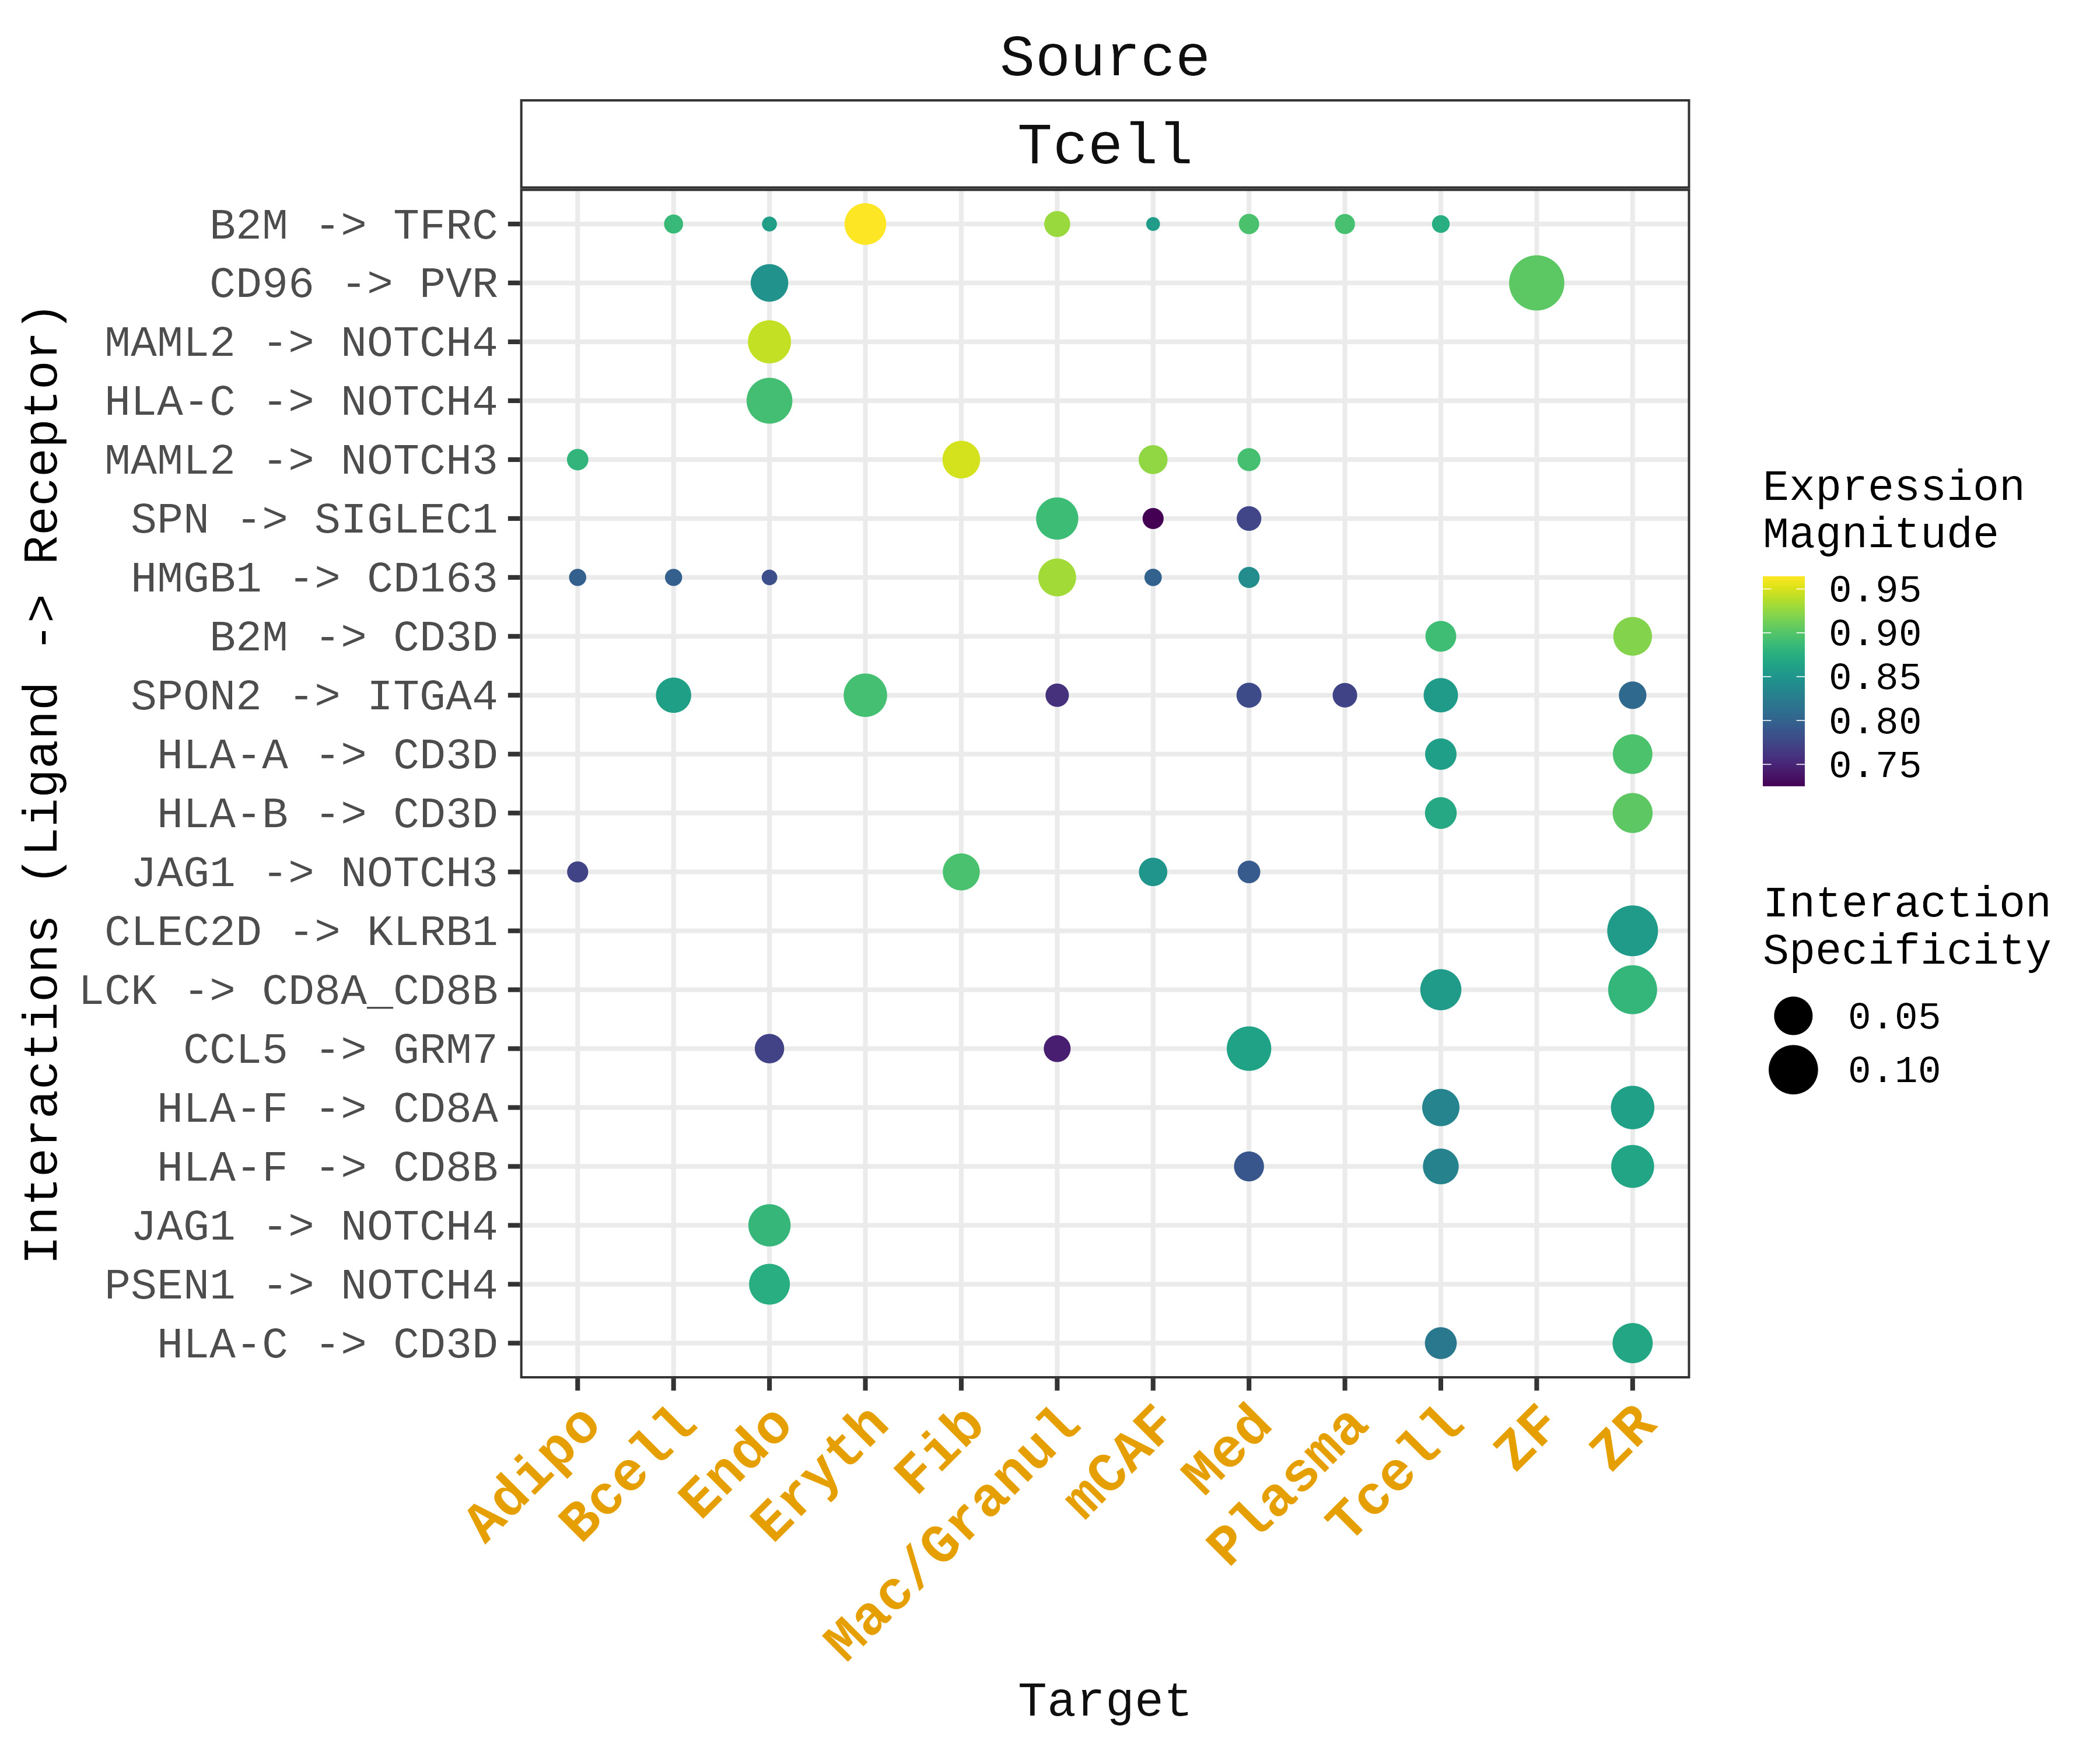 Source
Tcell
Interactions (Ligand -> Receptor)
B2M -> TFRC
CD96 -> PVR
MAML2 -> NOTCH4
HLA-C -> NOTCH4
MAML2 -> NOTCH3
SPN -> SIGLEC1
HMGB1 -> CD163
B2M -> CD3D
SPON2 -> ITGA4
HLA-A -> CD3D
HLA-B -> CD3D
JAG1 -> NOTCH3
CLEC2D -> KLRB1
LCK -> CD8A_CD8B
CCL5 -> GRM7
HLA-F -> CD8A
HLA-F -> CD8B
JAG1 -> NOTCH4
PSEN1 -> NOTCH4
HLA-C -> CD3D
Adipo
Bcell
Endo
Eryth
Fib
Mac/Granul
mCAF
Med
Plasma
Tcell
ZF
ZR
Target
Expression
Magnitude
0.95
0.90
0.85
0.80
0.75
Interaction
Specificity
0.05
0.10